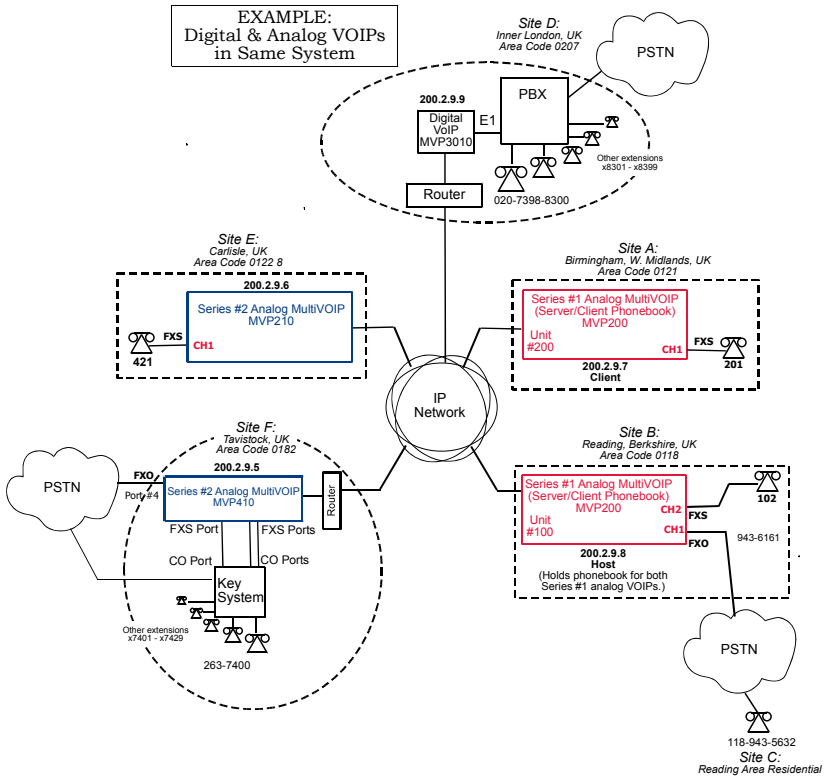 EXAMPLE:
Digital & Analog VOIPs
in Same System
Site D:
Inner London, UK
Area Code 0207
PSTN
200.2.9.9
PBX
E1
Digital
VoIP
MVP3010
Other extensions
x8301 - x8399
Router
020-7398-8300
Site E:
Carlisle, UK
Area Code 0122 8
200.2.9.6
Series #2 Analog MultiVOIP
MVP210
FXS
CH1
421
Site A:
Birmingham, W. Midlands, UK
Area Code 0121
Series #1 Analog MultiVOIP
(Server/Client Phonebook)
MVP200
Unit
#200
CH1
FXS
201
200.2.9.7
Client
IP
Network
Site F:
Tavistock, UK
Area Code 0182
200.2.9.5
PSTN
FXO
Port #4
Series #2 Analog MultiVOIP
MVP410
Router
FXS Port
FXS Ports
CO Port
CO Ports
Key
System
Other extensions
x7401 - x7429
263-7400
Site B:
Reading, Berkshire, UK
Area Code 0118
Series #1 Analog MultiVOIP
(Server/Client Phonebook)
MVP200
Unit
#100
CH2
FXS
102
CH1
FXO
943-6161
200.2.9.8
Host
(Holds phonebook for both
Series #1 analog VOIPs.)
PSTN
118-943-5632
Site C:
Reading Area Residential